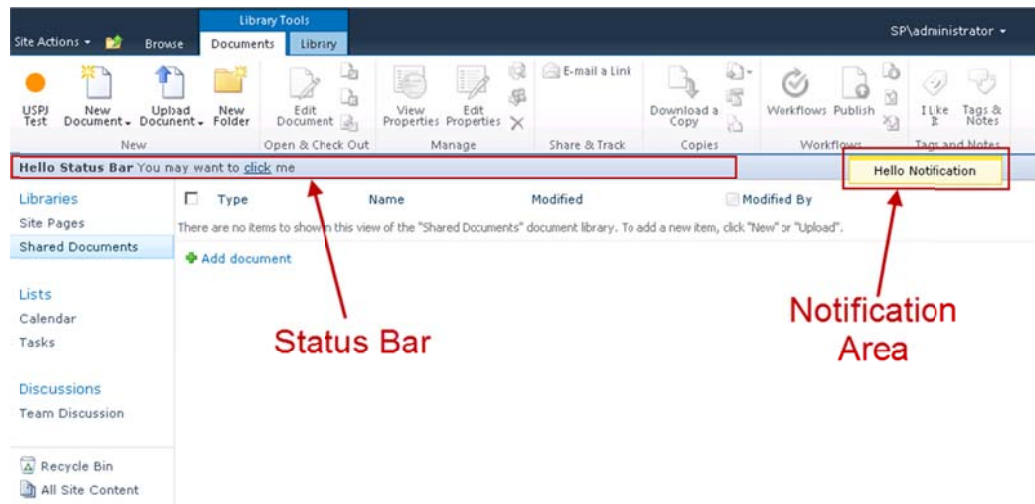 Library Tools
Site Actions Browse Documents Library SP\administrator
USPJ Test
New Document
Upload Document
New Folder
Edit Document
View Properties
Edit Properties
E-mail a Link
Download a Copy
Workflows
Publish
I Like It
Tags & Notes
New Open & Check Out Manage Share & Track Copies Workflows Tags and Notes
Hello Status Bar You may want to click me
Hello Notification
Libraries
Site Pages
Shared Documents
Lists
Calendar
Tasks
Discussions
Team Discussion
Recycle Bin
All Site Content
Type Name Modified Modified By
There are no items to show in this view of the "Shared Documents" document library. To add a new item, click "New" or "Upload".
Add document
Status Bar
Notification
Area